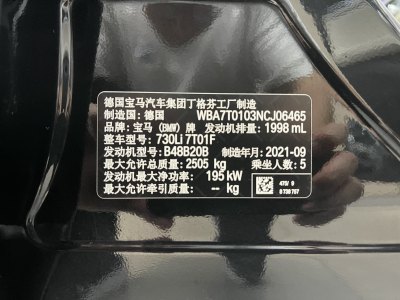 德国宝马汽车集团丁格芬工厂制造
制造国: 德国 WBA7T0103NCJ06465
品牌: 宝马 (BMW) 牌 发动机排量: 1998 mL
整车型号: 730Li 7T01F
发动机型号: B48B20B 制造年月: 2021-09
最大允许总质量: 2505 kg 乘坐人数: 5
发动机最大净功率: 195 kW
最大允许牵引质量: -- kg